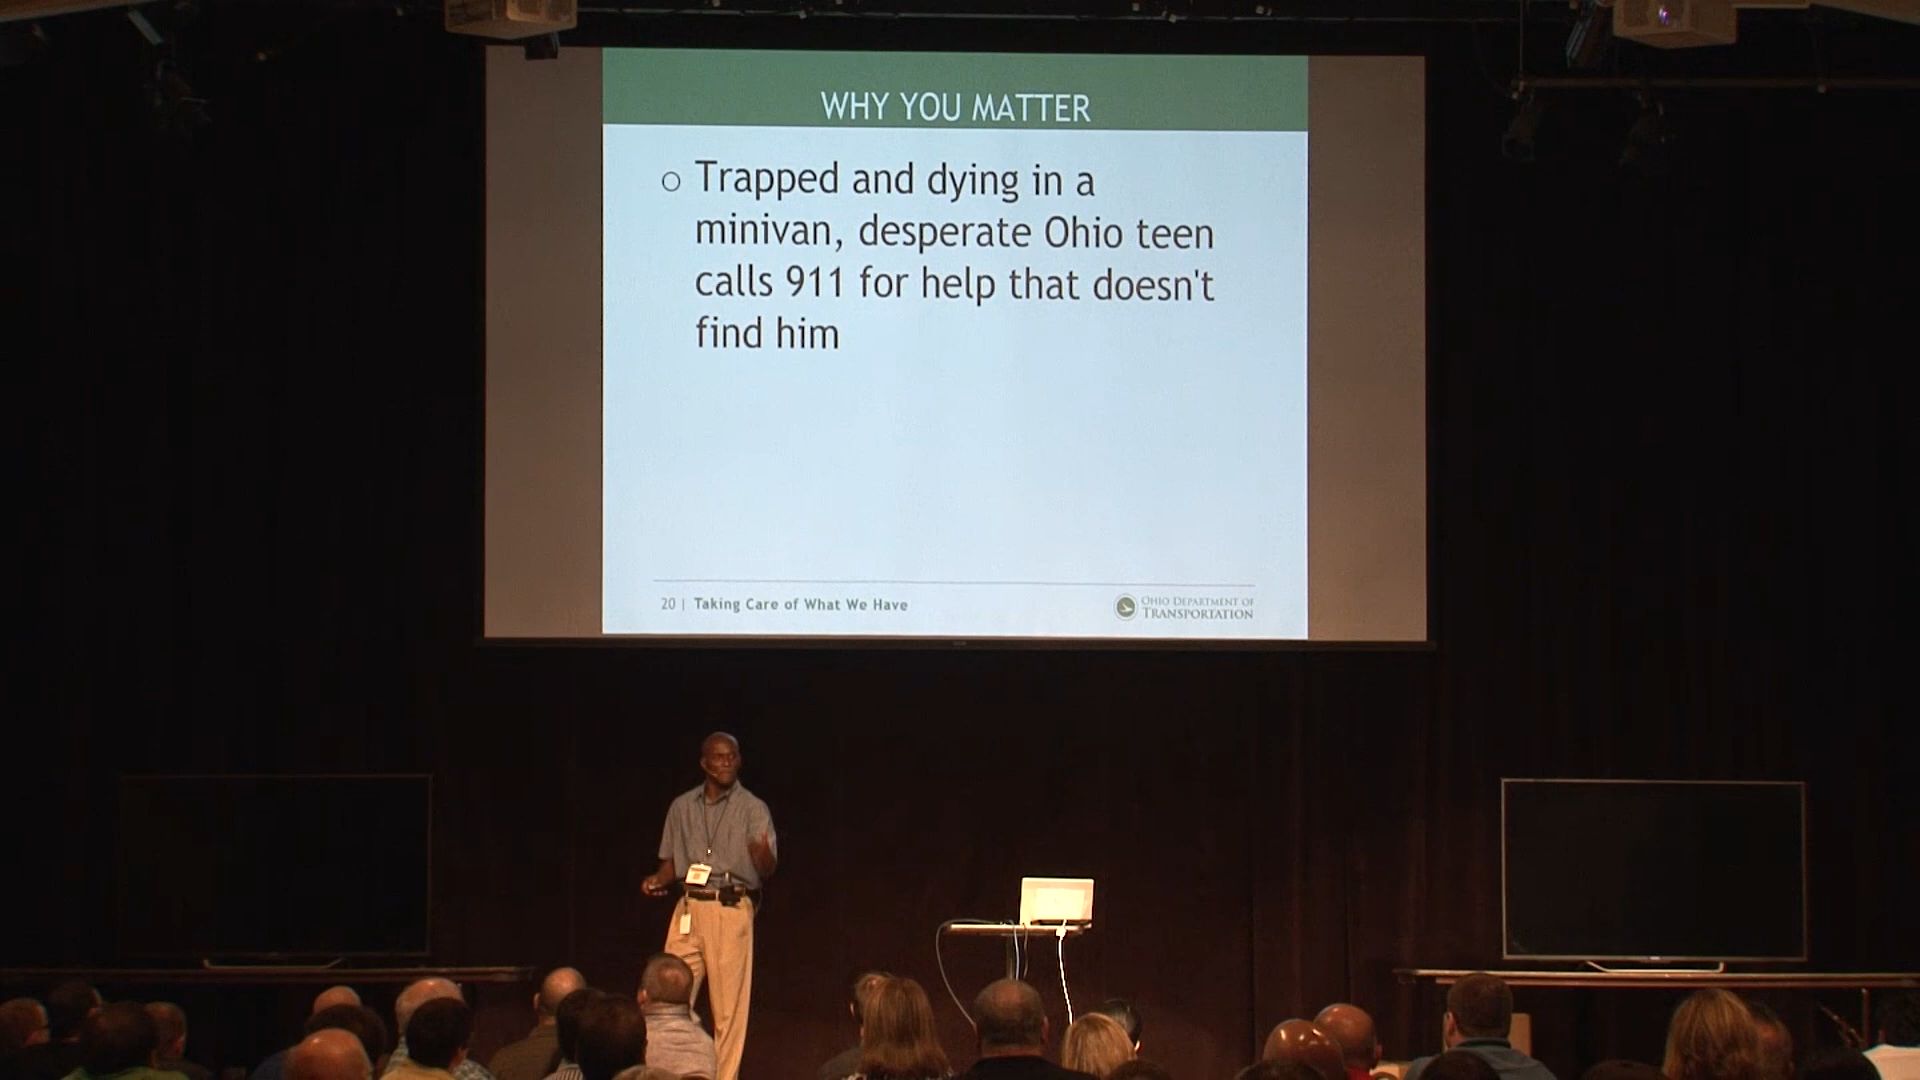 WHY YOU MATTER
Trapped and dying in a
minivan, desperate Ohio teen
calls 911 for help that doesn't
find him
20 | Taking Care of What We Have
OHIO DEPARTMENT OF
TRANSPORTATION